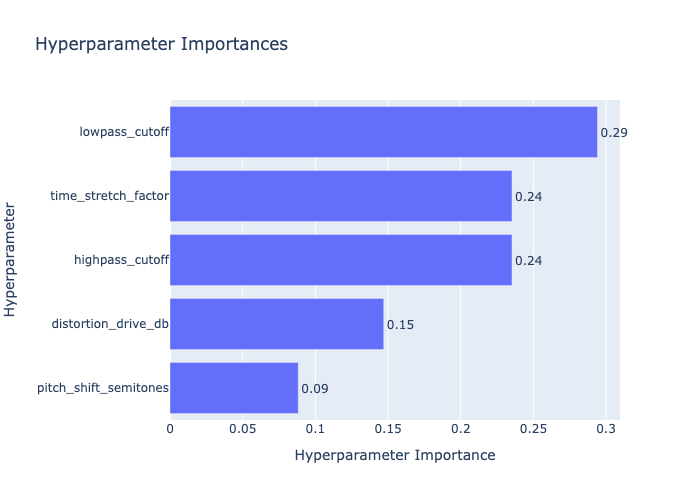 Hyperparameter Importances
Hyperparameter
lowpass_cutoff
0.29
time_stretch_factor
0.24
highpass_cutoff
0.24
distortion_drive_db
0.15
pitch_shift_semitones
0.09
0 0.05 0.1 0.15 0.2 0.25 0.3
Hyperparameter Importance